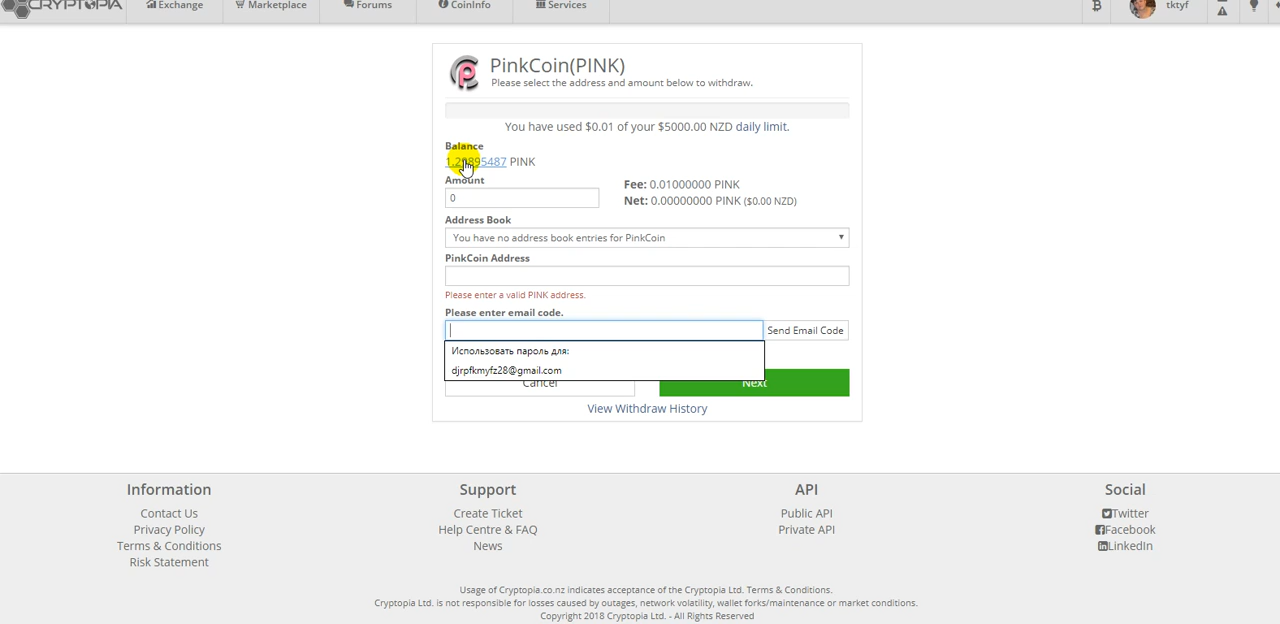 CRYPTOPIA
Exchange
Marketplace
Forums
CoinInfo
Services
tktyf
PinkCoin(PINK)
Please select the address and amount below to withdraw.
You have used $0.01 of your $5000.00 NZD daily limit.
Balance
1.29895487 PINK
Amount
0
Fee: 0.01000000 PINK
Net: 0.00000000 PINK ($0.00 NZD)
Address Book
You have no address book entries for PinkCoin
PinkCoin Address
Please enter a valid PINK address.
Please enter email code.
Send Email Code
Использовать пароль для:
djrpfkmyfz28@gmail.com
Cancel
Next
View Withdraw History
Information
Contact Us
Privacy Policy
Terms & Conditions
Risk Statement
Support
Create Ticket
Help Centre & FAQ
News
API
Public API
Private API
Social
Twitter
Facebook
LinkedIn
Usage of Cryptopia.co.nz indicates acceptance of the Cryptopia Ltd. Terms & Conditions.
Cryptopia Ltd. is not responsible for losses caused by outages, network volatility, wallet forks/maintenance or market conditions.
Copyright 2018 Cryptopia Ltd. - All Rights Reserved